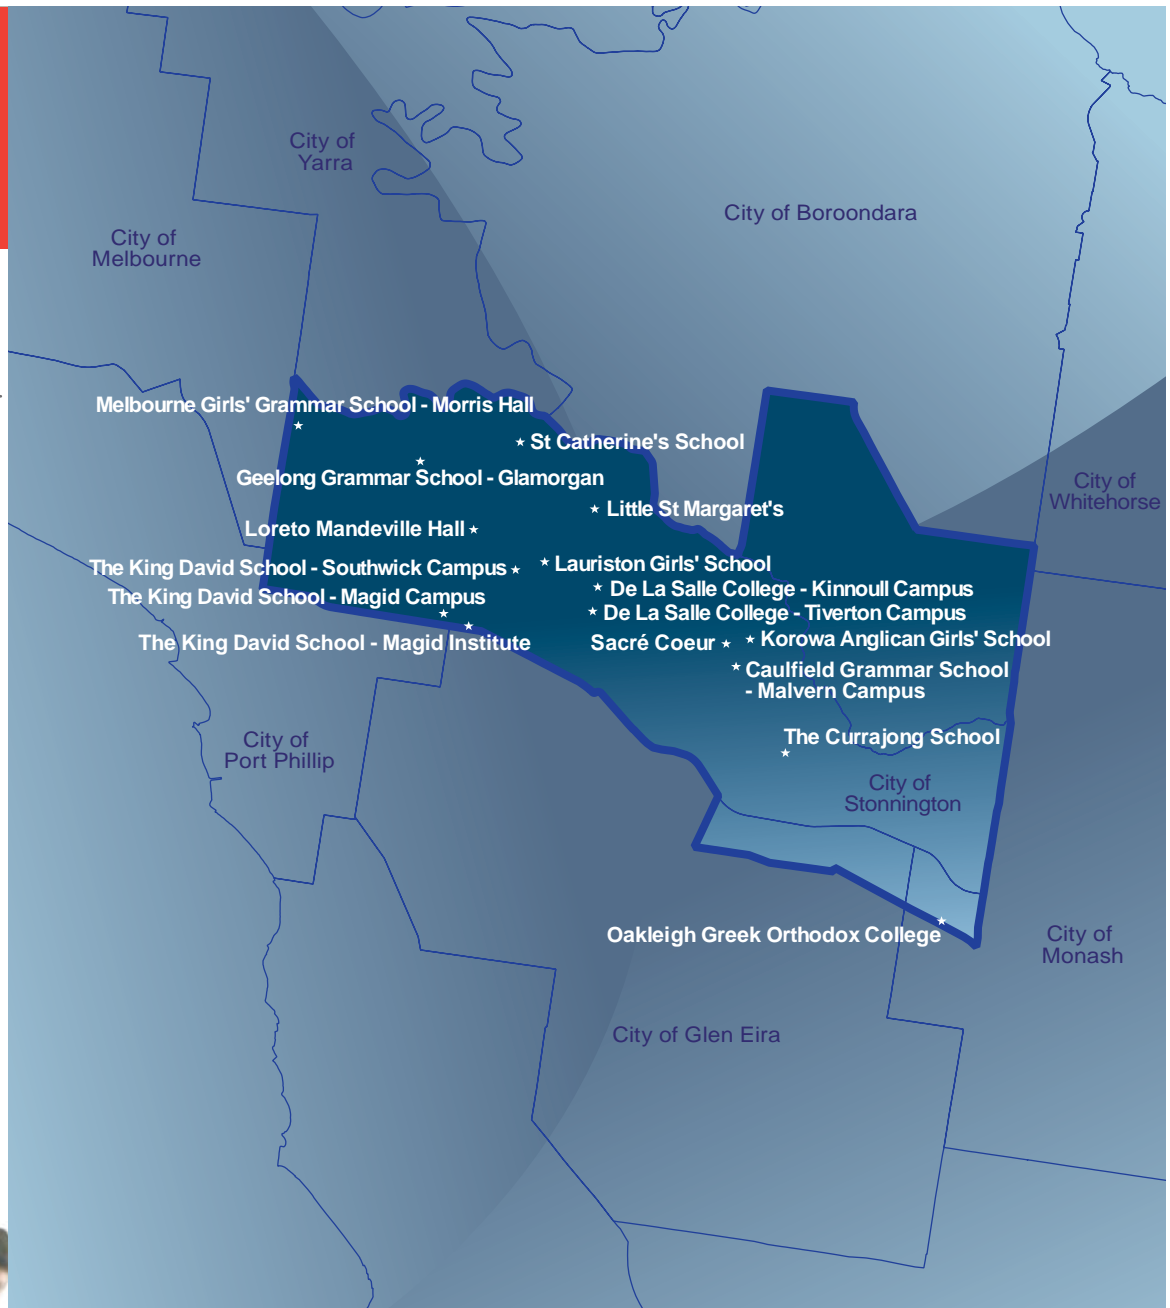 City of
Yarra
City of Boroondara
City of
Melbourne
Melbourne Girls' Grammar School - Morris Hall
St Catherine's School
Geelong Grammar School - Glamorgan
City of
Whitehorse
Little St Margaret's
Loreto Mandeville Hall
Lauriston Girls' School
The King David School - Southwick Campus
De La Salle College - Kinnoull Campus
The King David School - Magid Campus
De La Salle College - Tiverton Campus
The King David School - Magid Institute
Sacré Coeur
Korowa Anglican Girls' School
Caulfield Grammar School
- Malvern Campus
The Currajong School
City of
Port Phillip
City of
Stonnington
Oakleigh Greek Orthodox College
City of
Monash
City of Glen Eira